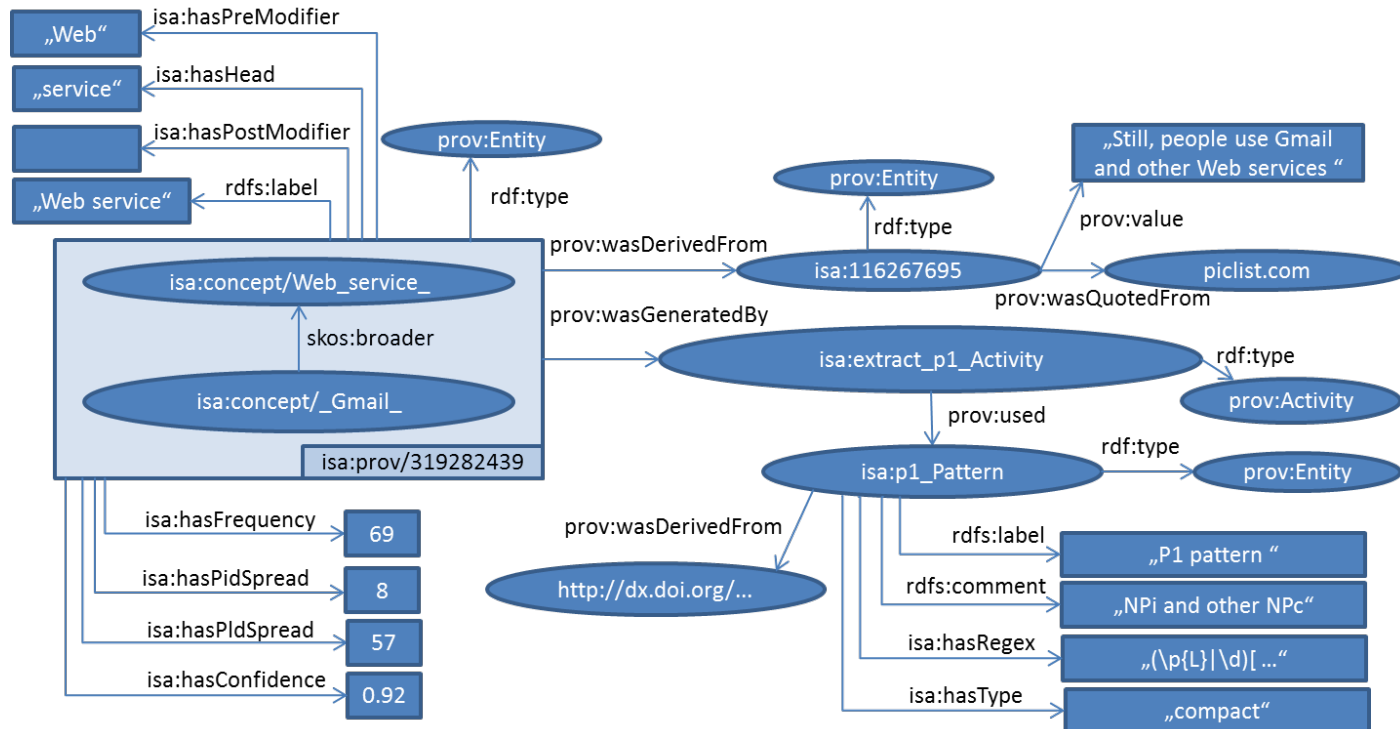 isa:hasPreModifier
„Web“
isa:hasHead
„service“
isa:hasPostModifier
rdfs:label
„Web service“
prov:Entity
rdf:type
prov:Entity
rdf:type
„Still, people use Gmail
and other Web services “
prov:value
prov:wasDerivedFrom
isa:116267695
piclist.com
prov:wasQuotedFrom
isa:concept/Web_service_
skos:broader
isa:concept/_Gmail_
isa:prov/319282439
prov:wasGeneratedBy
isa:extract_p1_Activity
rdf:type
prov:Activity
prov:used
isa:p1_Pattern
rdf:type
prov:Entity
prov:wasDerivedFrom
http://dx.doi.org/...
rdfs:label
„P1 pattern “
rdfs:comment
„NPi and other NPc“
isa:hasRegex
„(\p{L}|\d)[ ...“
isa:hasType
„compact“
isa:hasFrequency
69
isa:hasPidSpread
8
isa:hasPldSpread
57
isa:hasConfidence
0.92